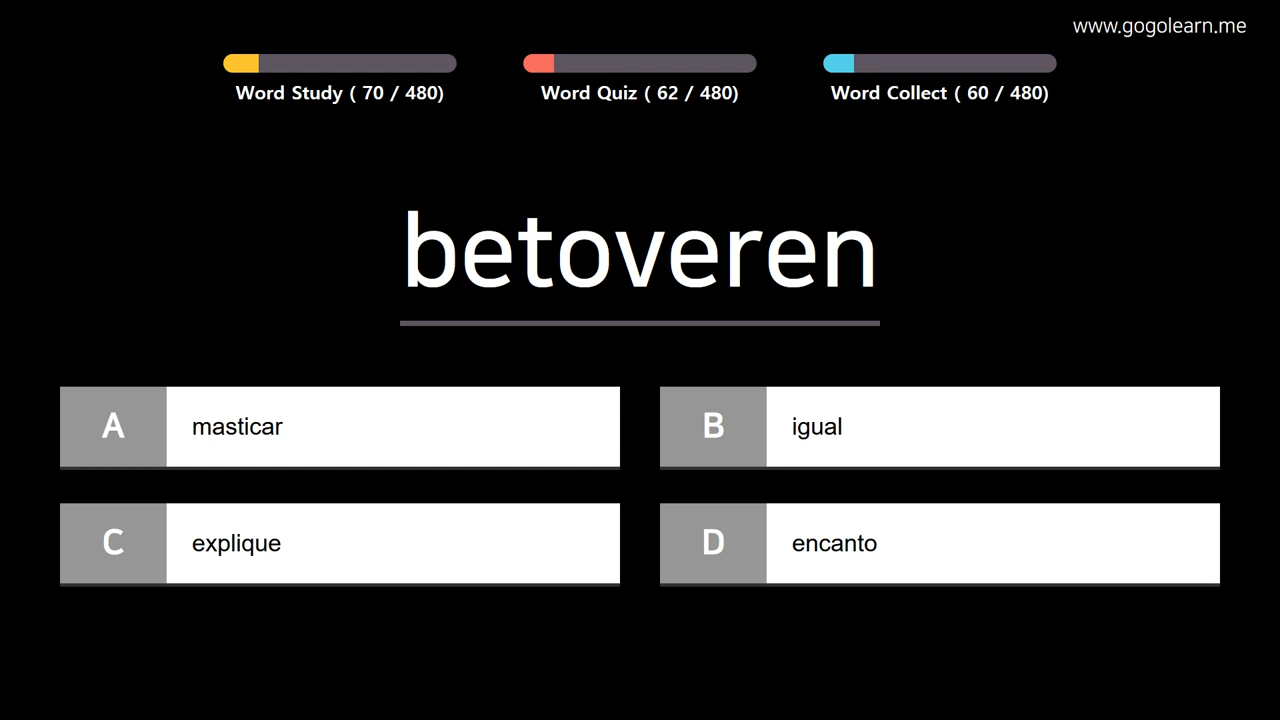 www.gogolearn.me
Word Study ( 70 / 480)
Word Quiz ( 62 / 480)
Word Collect ( 60 / 480)
betoveren
A masticar
B igual
C explique
D encanto